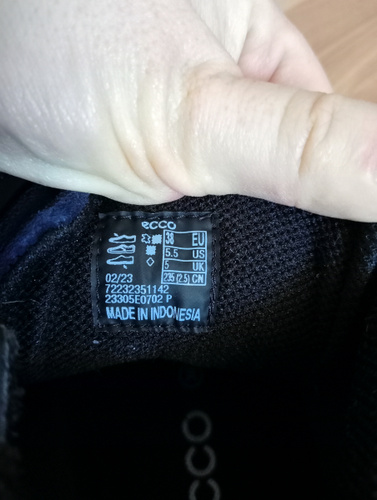 ecco
38 EU
5.5 US
5 UK
235 (2.5) CN
02/23
72232351142
23305E0702 P
MADE IN INDONESIA
CCO